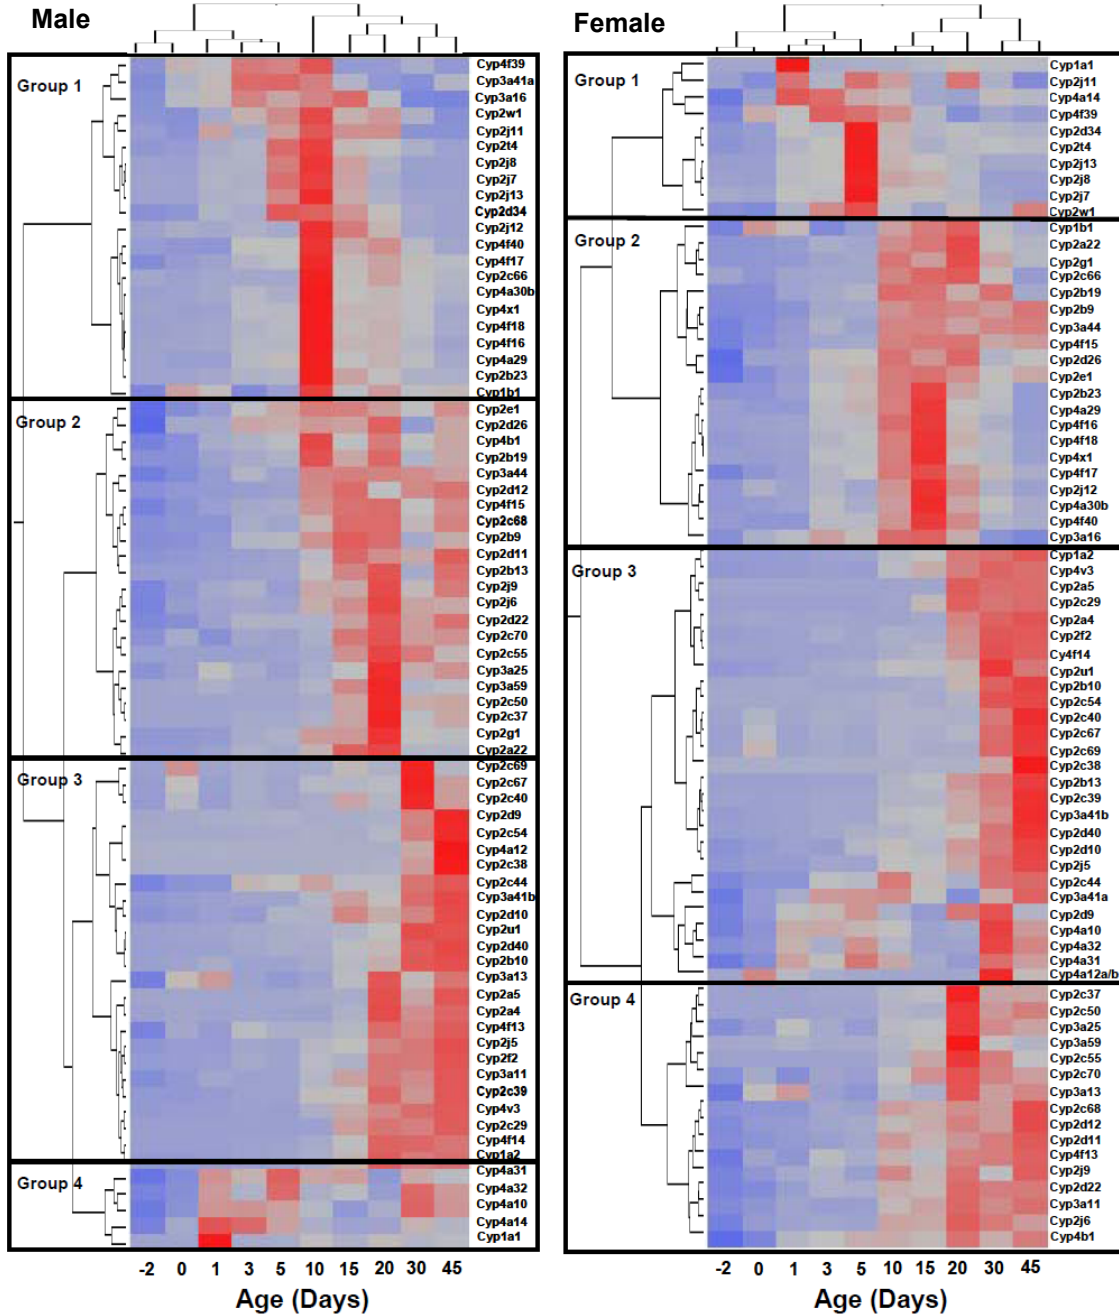 Male
Group 1
Cyp4f39
Cyp3a41a
Cyp3a16
Cyp2w1
Cyp2j11
Cyp2t4
Cyp2j8
Cyp2j7
Cyp2j13
Cyp2d34
Cyp2j12
Cyp4f40
Cyp4f17
Cyp2c66
Cyp4a30b
Cyp4x1
Cyp4f18
Cyp4f16
Cyp4a29
Cyp2b23
Cyp1b1
Group 2
Cyp2e1
Cyp2d26
Cyp4b1
Cyp2b19
Cyp3a44
Cyp2d12
Cyp4f15
Cyp2c68
Cyp2b9
Cyp2d11
Cyp2b13
Cyp2j9
Cyp2j6
Cyp2d22
Cyp2c70
Cyp2c55
Cyp3a25
Cyp3a59
Cyp2c50
Cyp2c37
Cyp2g1
Cyp2a22
Group 3
Cyp2c69
Cyp2c67
Cyp2c40
Cyp2d9
Cyp2c54
Cyp4a12
Cyp2c38
Cyp2c44
Cyp3a41b
Cyp2d10
Cyp2u1
Cyp2d40
Cyp2b10
Cyp3a13
Cyp2a5
Cyp2a4
Cyp4f13
Cyp2j5
Cyp2f2
Cyp3a11
Cyp2c39
Cyp4v3
Cyp2c29
Cyp4f14
Cyp1a2
Group 4
Cyp4a31
Cyp4a32
Cyp4a10
Cyp4a14
Cyp1a1
-2 0 1 3 5 10 15 20 30 45
Age (Days)
Female
Group 1
Cyp1a1
Cyp2j11
Cyp4a14
Cyp4f39
Cyp2d34
Cyp2t4
Cyp2j13
Cyp2j8
Cyp2j7
Cyp2w1
Group 2
Cyp1b1
Cyp2a22
Cyp2g1
Cyp2c66
Cyp2b19
Cyp2b9
Cyp3a44
Cyp4f15
Cyp2d26
Cyp2e1
Cyp2b23
Cyp4a29
Cyp4f16
Cyp4f18
Cyp4x1
Cyp4f17
Cyp2j12
Cyp4a30b
Cyp4f40
Cyp3a16
Group 3
Cyp1a2
Cyp4v3
Cyp2a5
Cyp2c29
Cyp2a4
Cyp2f2
Cy4f14
Cyp2u1
Cyp2b10
Cyp2c54
Cyp2c40
Cyp2c67
Cyp2c69
Cyp2c38
Cyp2b13
Cyp2c39
Cyp3a41b
Cyp2d40
Cyp2d10
Cyp2j5
Cyp2c44
Cyp3a41a
Cyp2d9
Cyp4a10
Cyp4a32
Cyp4a31
Cyp4a12a/b
Group 4
Cyp2c37
Cyp2c50
Cyp3a25
Cyp3a59
Cyp2c55
Cyp2c70
Cyp3a13
Cyp2c68
Cyp2d12
Cyp2d11
Cyp4f13
Cyp2j9
Cyp2d22
Cyp3a11
Cyp2j6
Cyp4b1
-2 0 1 3 5 10 15 20 30 45
Age (Days)